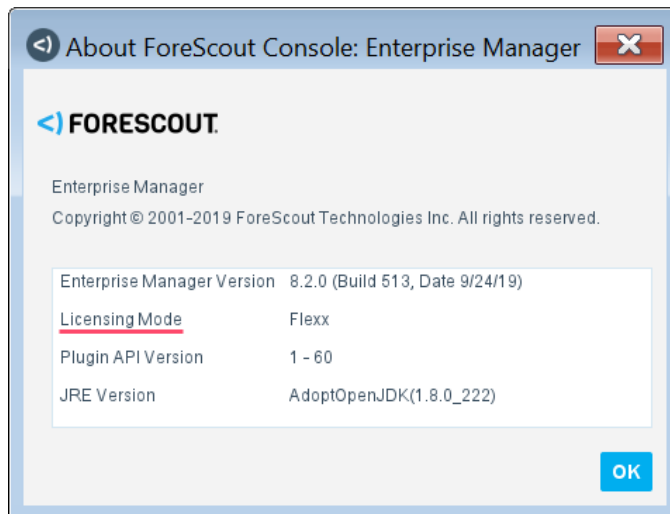 About ForeScout Console: Enterprise Manager
FORESCOUT.
Enterprise Manager
Copyright © 2001-2019 ForeScout Technologies Inc. All rights reserved.
Enterprise Manager Version 8.2.0 (Build 513, Date 9/24/19)
Licensing Mode Flexx
Plugin API Version 1 - 60
JRE Version AdoptOpenJDK(1.8.0_222)
OK